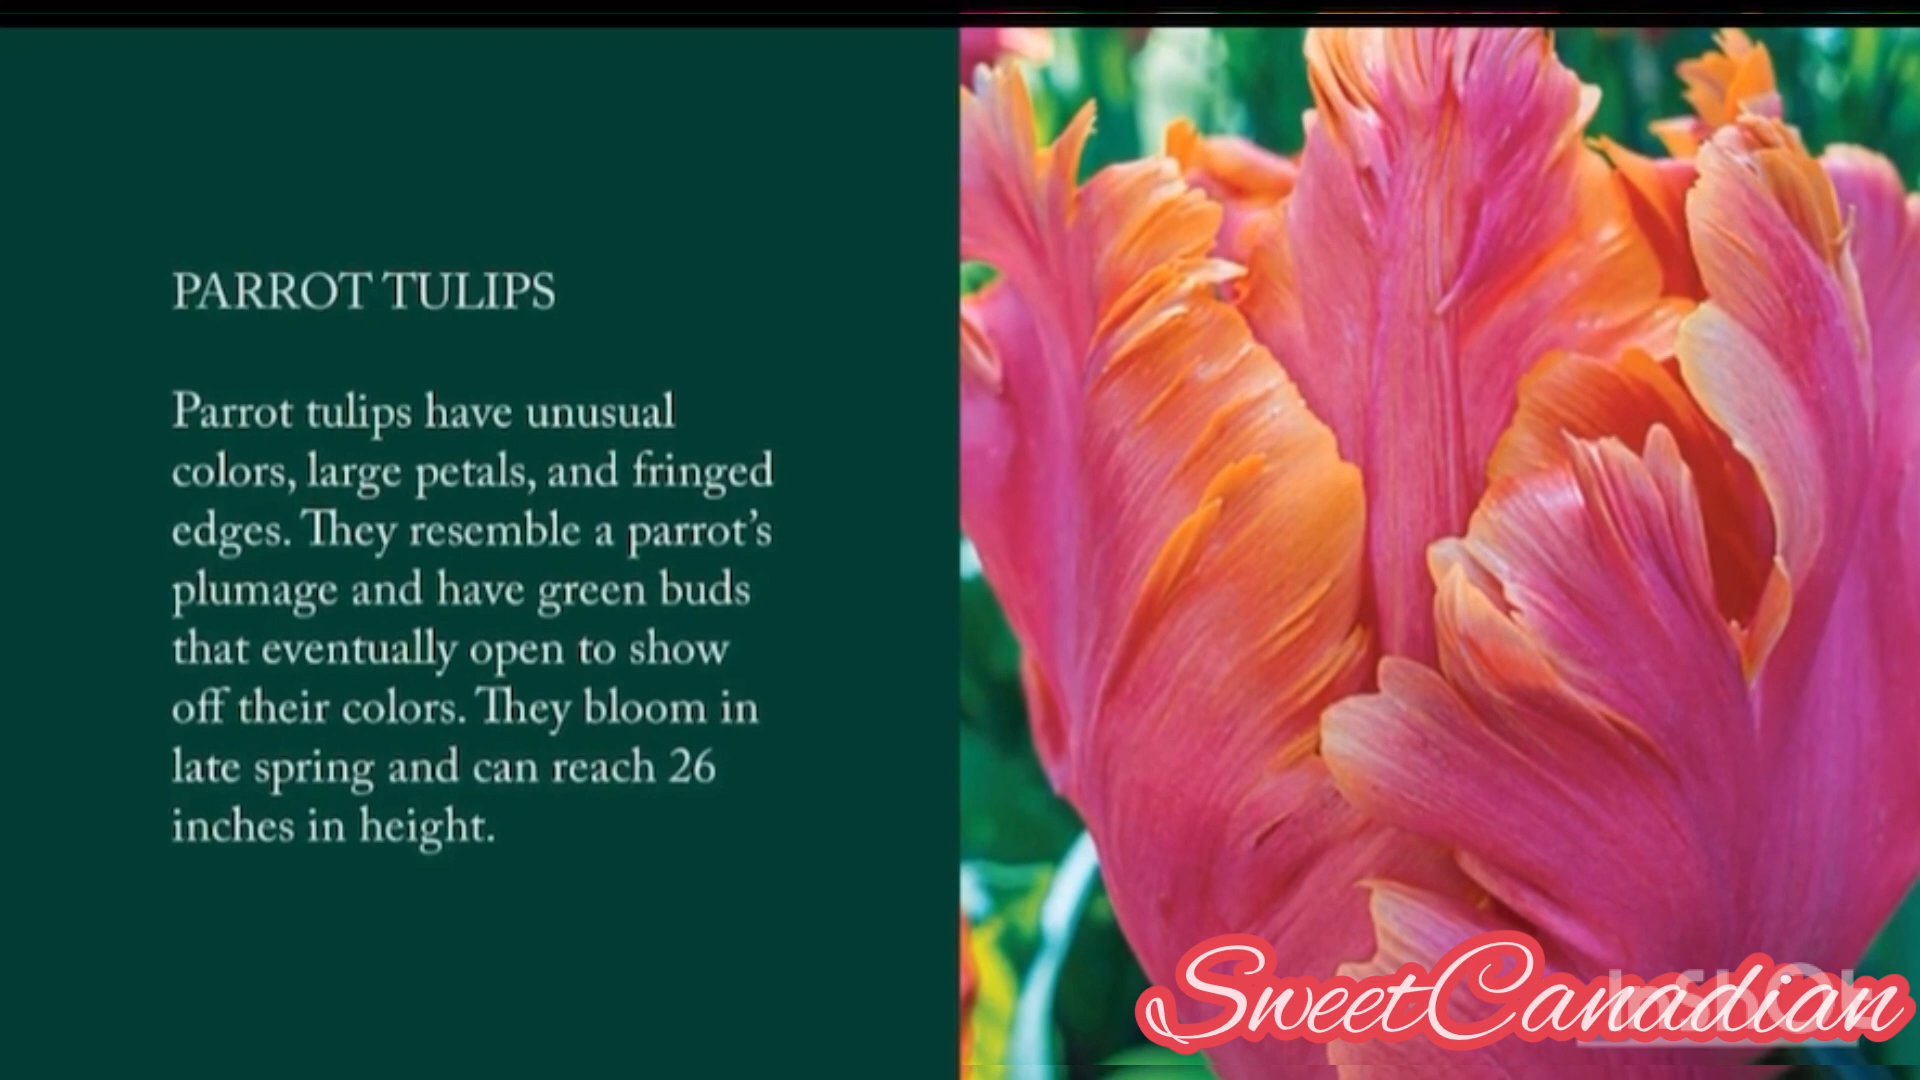 PARROT TULIPS
Parrot tulips have unusual
colors, large petals, and fringed
edges. They resemble a parrot’s
plumage and have green buds
that eventually open to show
off their colors. They bloom in
late spring and can reach 26
inches in height.
SweetCanadian
InShOt